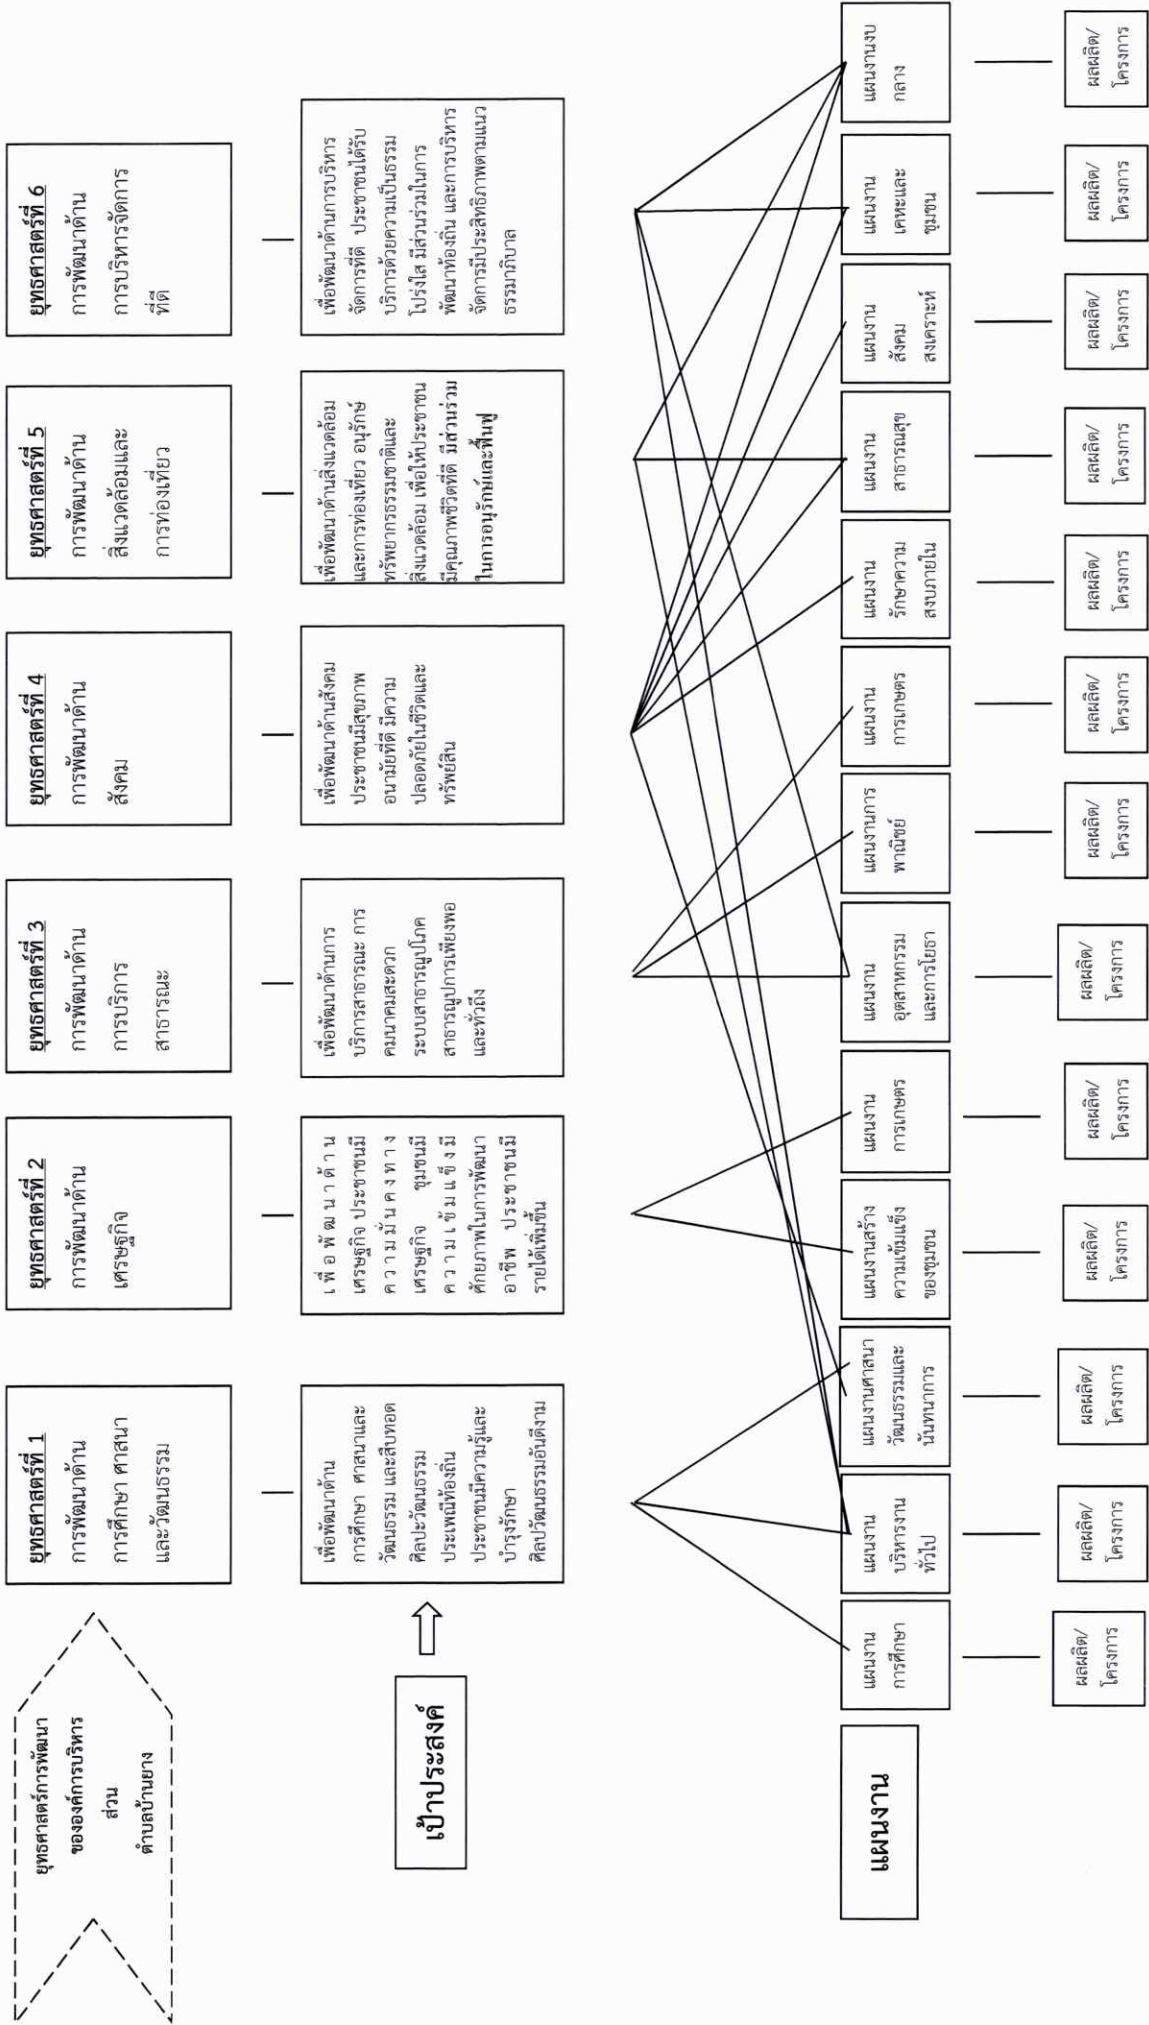 ยุทธศาสตร์การพัฒนา
ขององค์การบริหาร
ส่วน
ตำบลบ้านยาง
ยุทธศาสตร์ที่ 1
การพัฒนาด้าน
การศึกษา ศาสนา
และวัฒนธรรม
ยุทธศาสตร์ที่ 2
การพัฒนาด้าน
เศรษฐกิจ
ยุทธศาสตร์ที่ 3
การพัฒนาด้าน
การบริการ
สาธารณะ
ยุทธศาสตร์ที่ 4
การพัฒนาด้าน
สังคม
ยุทธศาสตร์ที่ 5
การพัฒนาด้าน
สิ่งแวดล้อมและ
การท่องเที่ยว
ยุทธศาสตร์ที่ 6
การพัฒนาด้าน
การบริหารจัดการ
ที่ดี
เป้าประสงค์
เพื่อพัฒนาด้าน
การศึกษา ศาสนาและ
วัฒนธรรม และสืบทอด
ศิลปะวัฒนธรรม
ประเพณีท้องถิ่น
ประชาชนมีความรู้และ
บำรุงรักษา
ศิลปวัฒนธรรมอันดีงาม
เพื่อพัฒนาด้าน
เศรษฐกิจ ประชาชนมี
ความมั่นคงทาง
เศรษฐกิจ ชุมชนมี
ความเข้มแข็งมี
ศักยภาพในการพัฒนา
อาชีพ ประชาชนมี
รายได้เพิ่มขึ้น
เพื่อพัฒนาด้านการ
บริการสาธารณะ การ
คมนาคมสะดวก
ระบบสาธารณูปโภค
สาธารณูปการเพียงพอ
และทั่วถึง
เพื่อพัฒนาด้านสังคม
ประชาชนมีสุขภาพ
อนามัยที่ดี มีความ
ปลอดภัยในชีวิตและ
ทรัพย์สิน
เพื่อพัฒนาด้านสิ่งแวดล้อม
และการท่องเที่ยว อนุรักษ์
ทรัพยากรธรรมชาติและ
สิ่งแวดล้อม เพื่อให้ประชาชน
มีคุณภาพชีวิตที่ดี มีส่วนร่วม
ในการอนุรักษ์และฟื้นฟู
เพื่อพัฒนาด้านการบริหาร
จัดการที่ดี ประชาชนได้รับ
บริการด้วยความเป็นธรรม
โปร่งใส มีส่วนร่วมในการ
พัฒนาท้องถิ่น และการบริหาร
จัดการมีประสิทธิภาพตามแนว
ธรรมาภิบาล
แผนงาน
แผนงาน
การศึกษา
แผนงาน
บริหารงาน
ทั่วไป
แผนงานศาสนา
วัฒนธรรมและ
นันทนาการ
แผนงานสร้าง
ความเข้มแข็ง
ของชุมชน
แผนงาน
การเกษตร
แผนงาน
อุตสาหกรรม
และการโยธา
แผนงานการ
พาณิชย์
แผนงาน
การเกษตร
แผนงาน
รักษาความ
สงบภายใน
แผนงาน
สาธารณสุข
แผนงาน
สังคม
สงเคราะห์
แผนงาน
เคหะและ
ชุมชน
แผนงานงบ
กลาง
ผลผลิต/
โครงการ
ผลผลิต/
โครงการ
ผลผลิต/
โครงการ
ผลผลิต/
โครงการ
ผลผลิต/
โครงการ
ผลผลิต/
โครงการ
ผลผลิต/
โครงการ
ผลผลิต/
โครงการ
ผลผลิต/
โครงการ
ผลผลิต/
โครงการ
ผลผลิต/
โครงการ
ผลผลิต/
โครงการ
ผลผลิต/
โครงการ